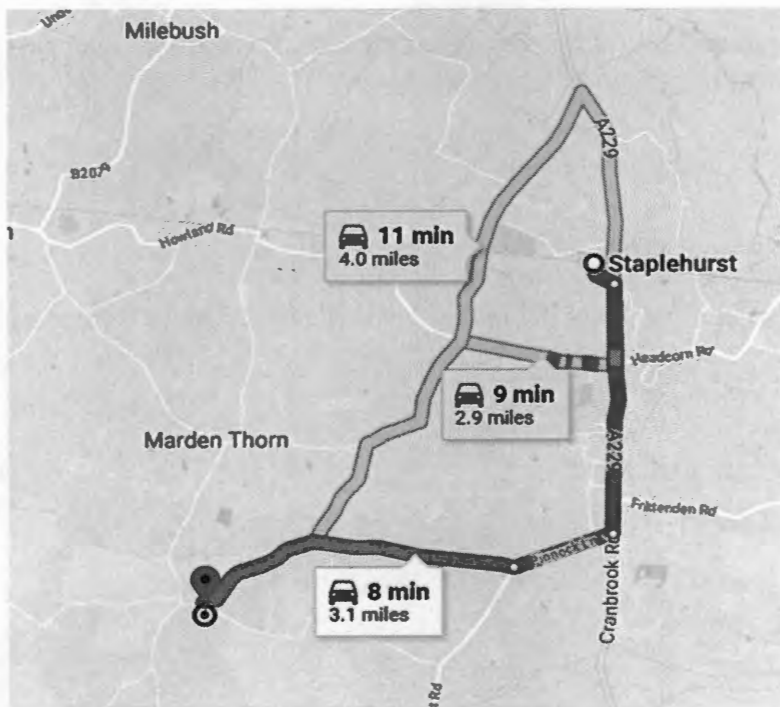 Milebush
A229
Howland Rd
11 min
4.0 miles
Staplehurst
Headcorn Rd
9 min
2.9 miles
Marden Thorn
A229
Frittenden Rd
8 min
3.1 miles
Cranbrook Rd
Rd